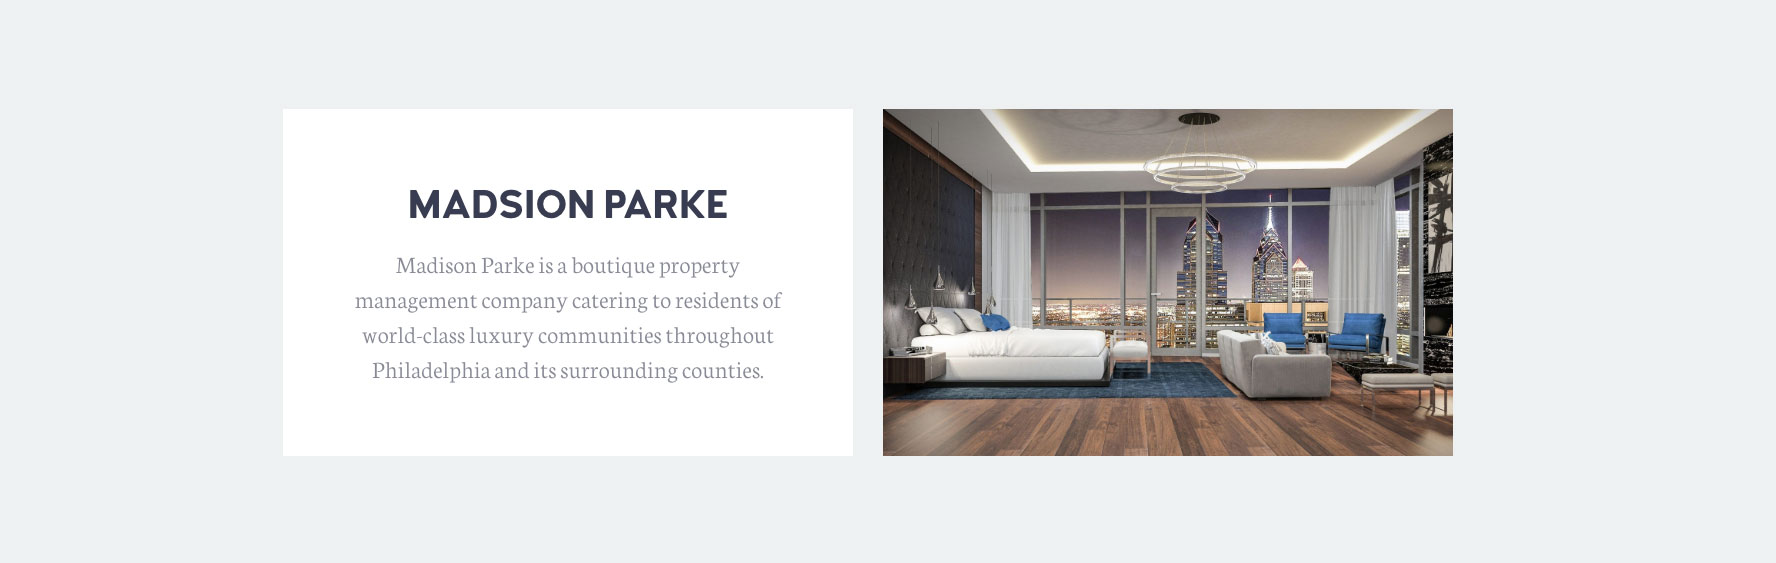 MADSION PARKE
Madison Parke is a boutique property
management company catering to residents of
world-class luxury communities throughout
Philadelphia and its surrounding counties.